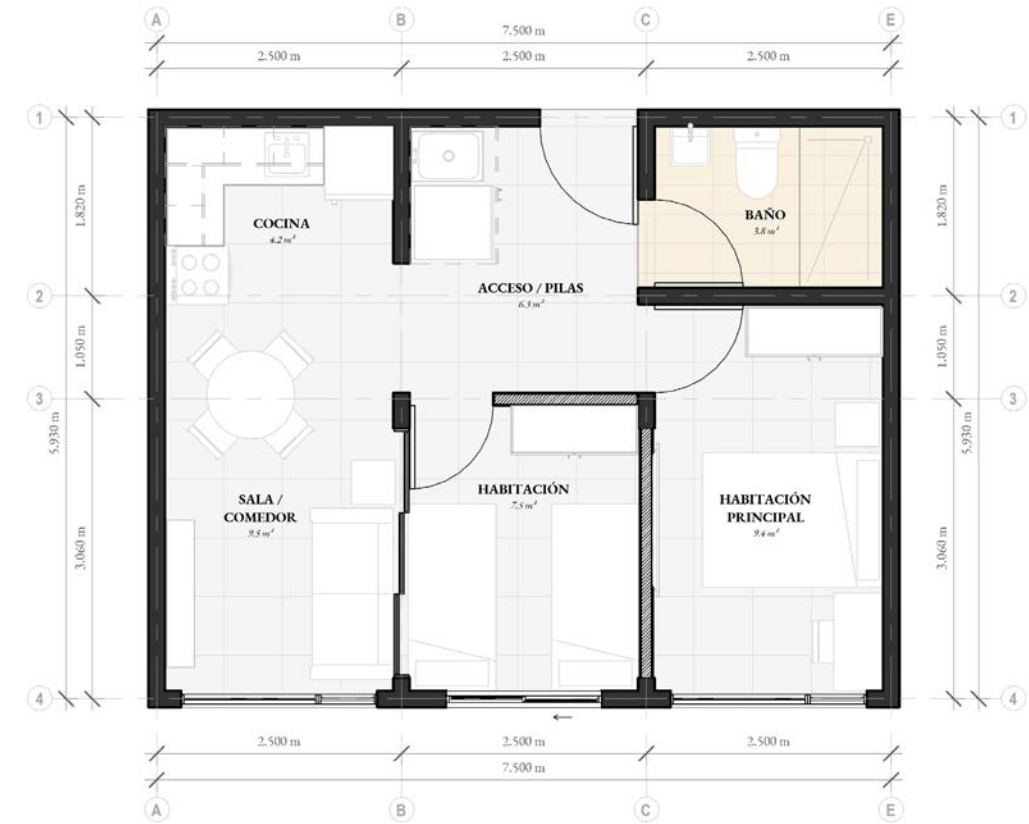 A B C E
7.500 m
2.500 m 2.500 m 2.500 m
1 1
1.820 m 1.820 m
COCINA
4.2 m²
BAÑO
3.8 m²
ACCESO / PILAS
6.3 m²
2 2
1.050 m 1.050 m
3 3
5.930 m 5.930 m
HABITACIÓN
7.5 m²
SALA /
COMEDOR
9.5 m²
HABITACIÓN
PRINCIPAL
9.4 m²
3.060 m 3.060 m
4 4
←
2.500 m 2.500 m 2.500 m
7.500 m
A B C E